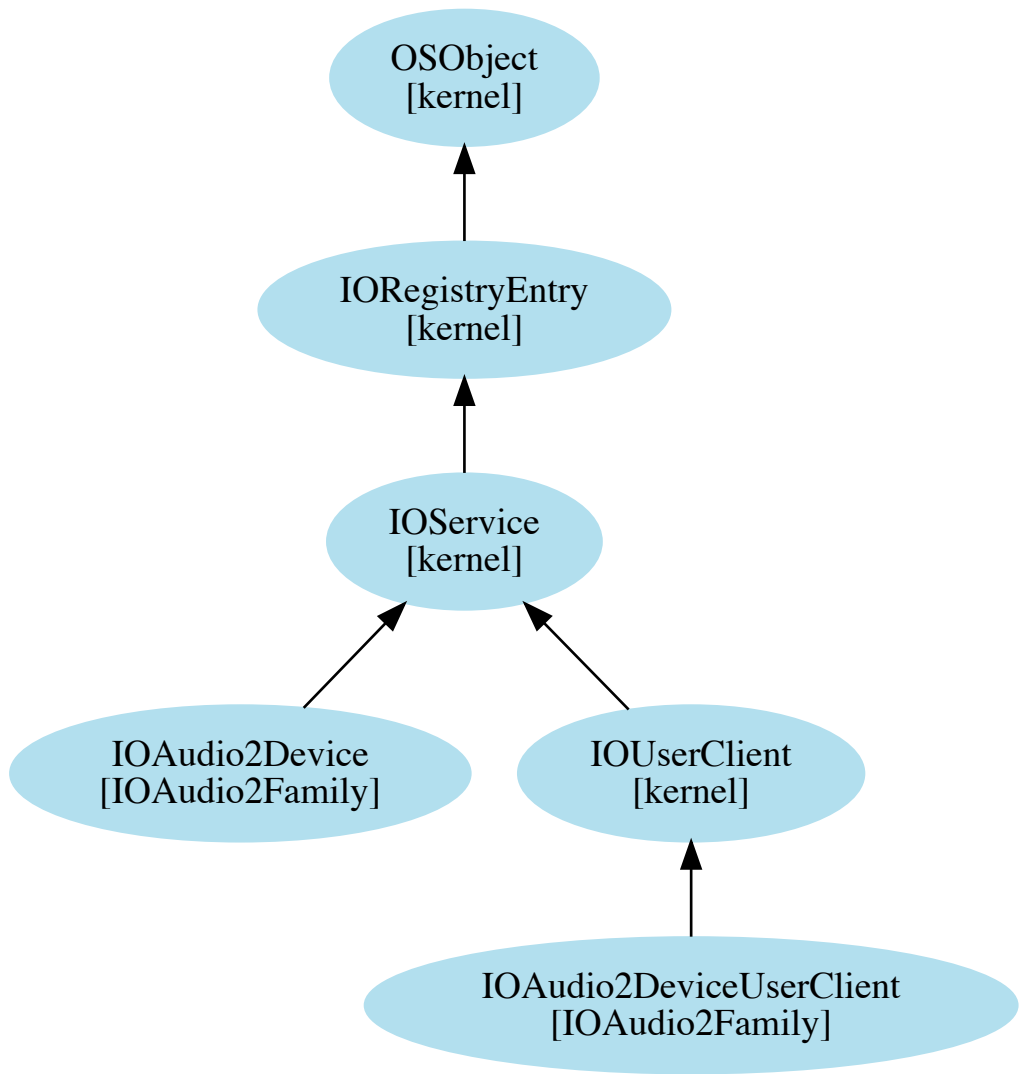 OSObject
[kernel]
IORegistryEntry
[kernel]
IOService
[kernel]
IOAudio2Device
[IOAudio2Family]
IOUserClient
[kernel]
IOAudio2DeviceUserClient
[IOAudio2Family]